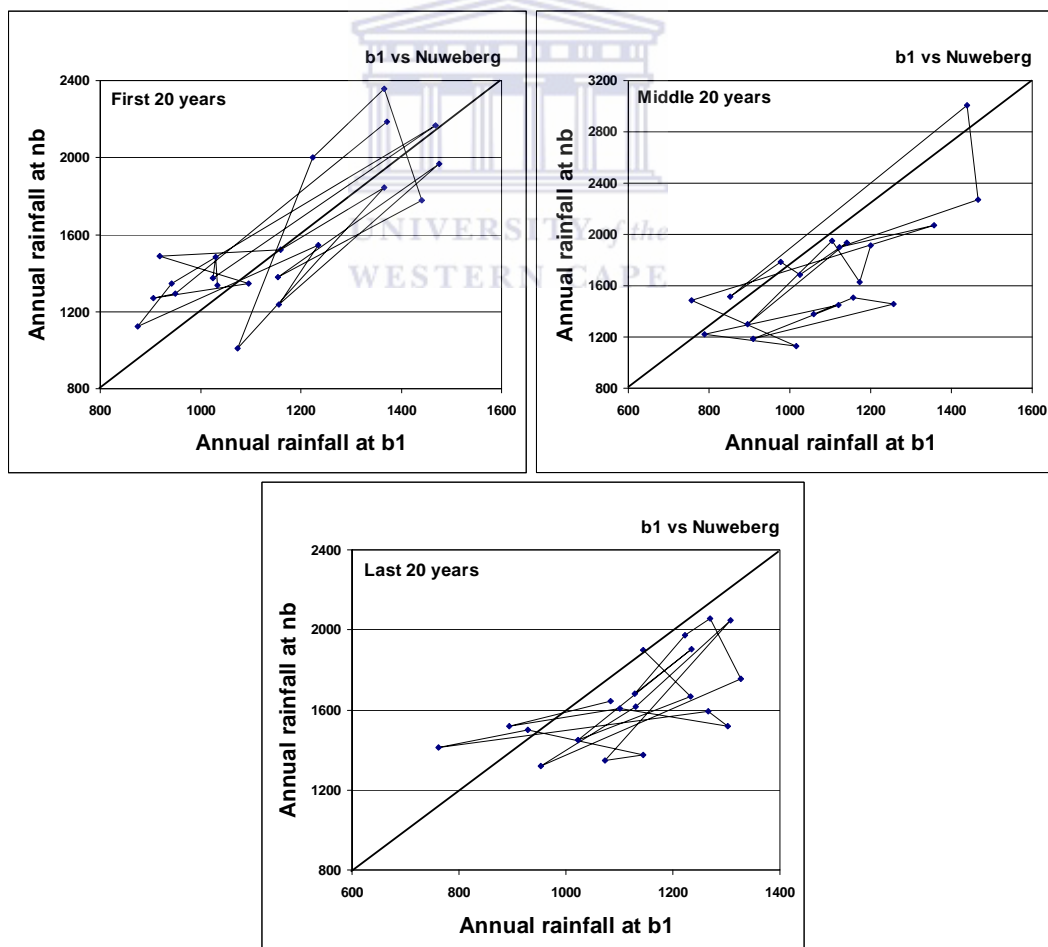 b1 vs Nuweberg
First 20 years
2400
2000
1600
1200
800
800
1000
1200
1400
1600
Annual rainfall at nb
Annual rainfall at b1
b1 vs Nuweberg
Middle 20 years
3200
2800
2400
2000
1600
1200
800
600
800
1000
1200
1400
1600
Annual rainfall at nb
Annual rainfall at b1
UNIVERSITY of the
WESTERN CAPE
b1 vs Nuweberg
Last 20 years
2400
2000
1600
1200
800
600
800
1000
1200
1400
Annual rainfall at nb
Annual rainfall at b1